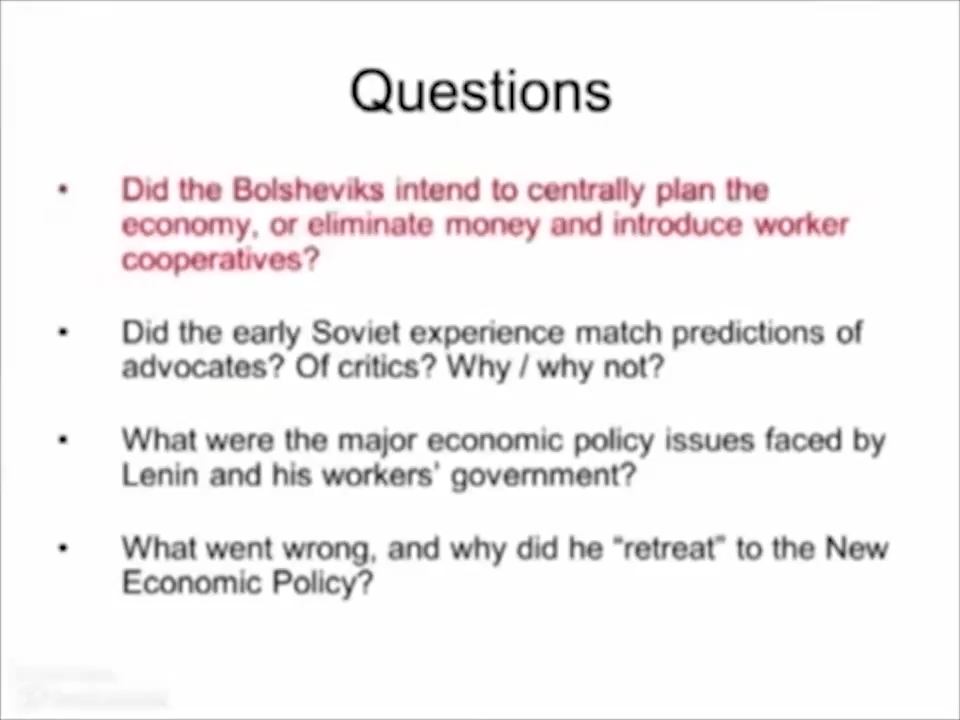 Questions
• Did the Bolsheviks intend to centrally plan the
economy, or eliminate money and introduce worker
cooperatives?
• Did the early Soviet experience match predictions of
advocates? Of critics? Why / why not?
• What were the major economic policy issues faced by
Lenin and his workers’ government?
• What went wrong, and why did he “retreat” to the New
Economic Policy?